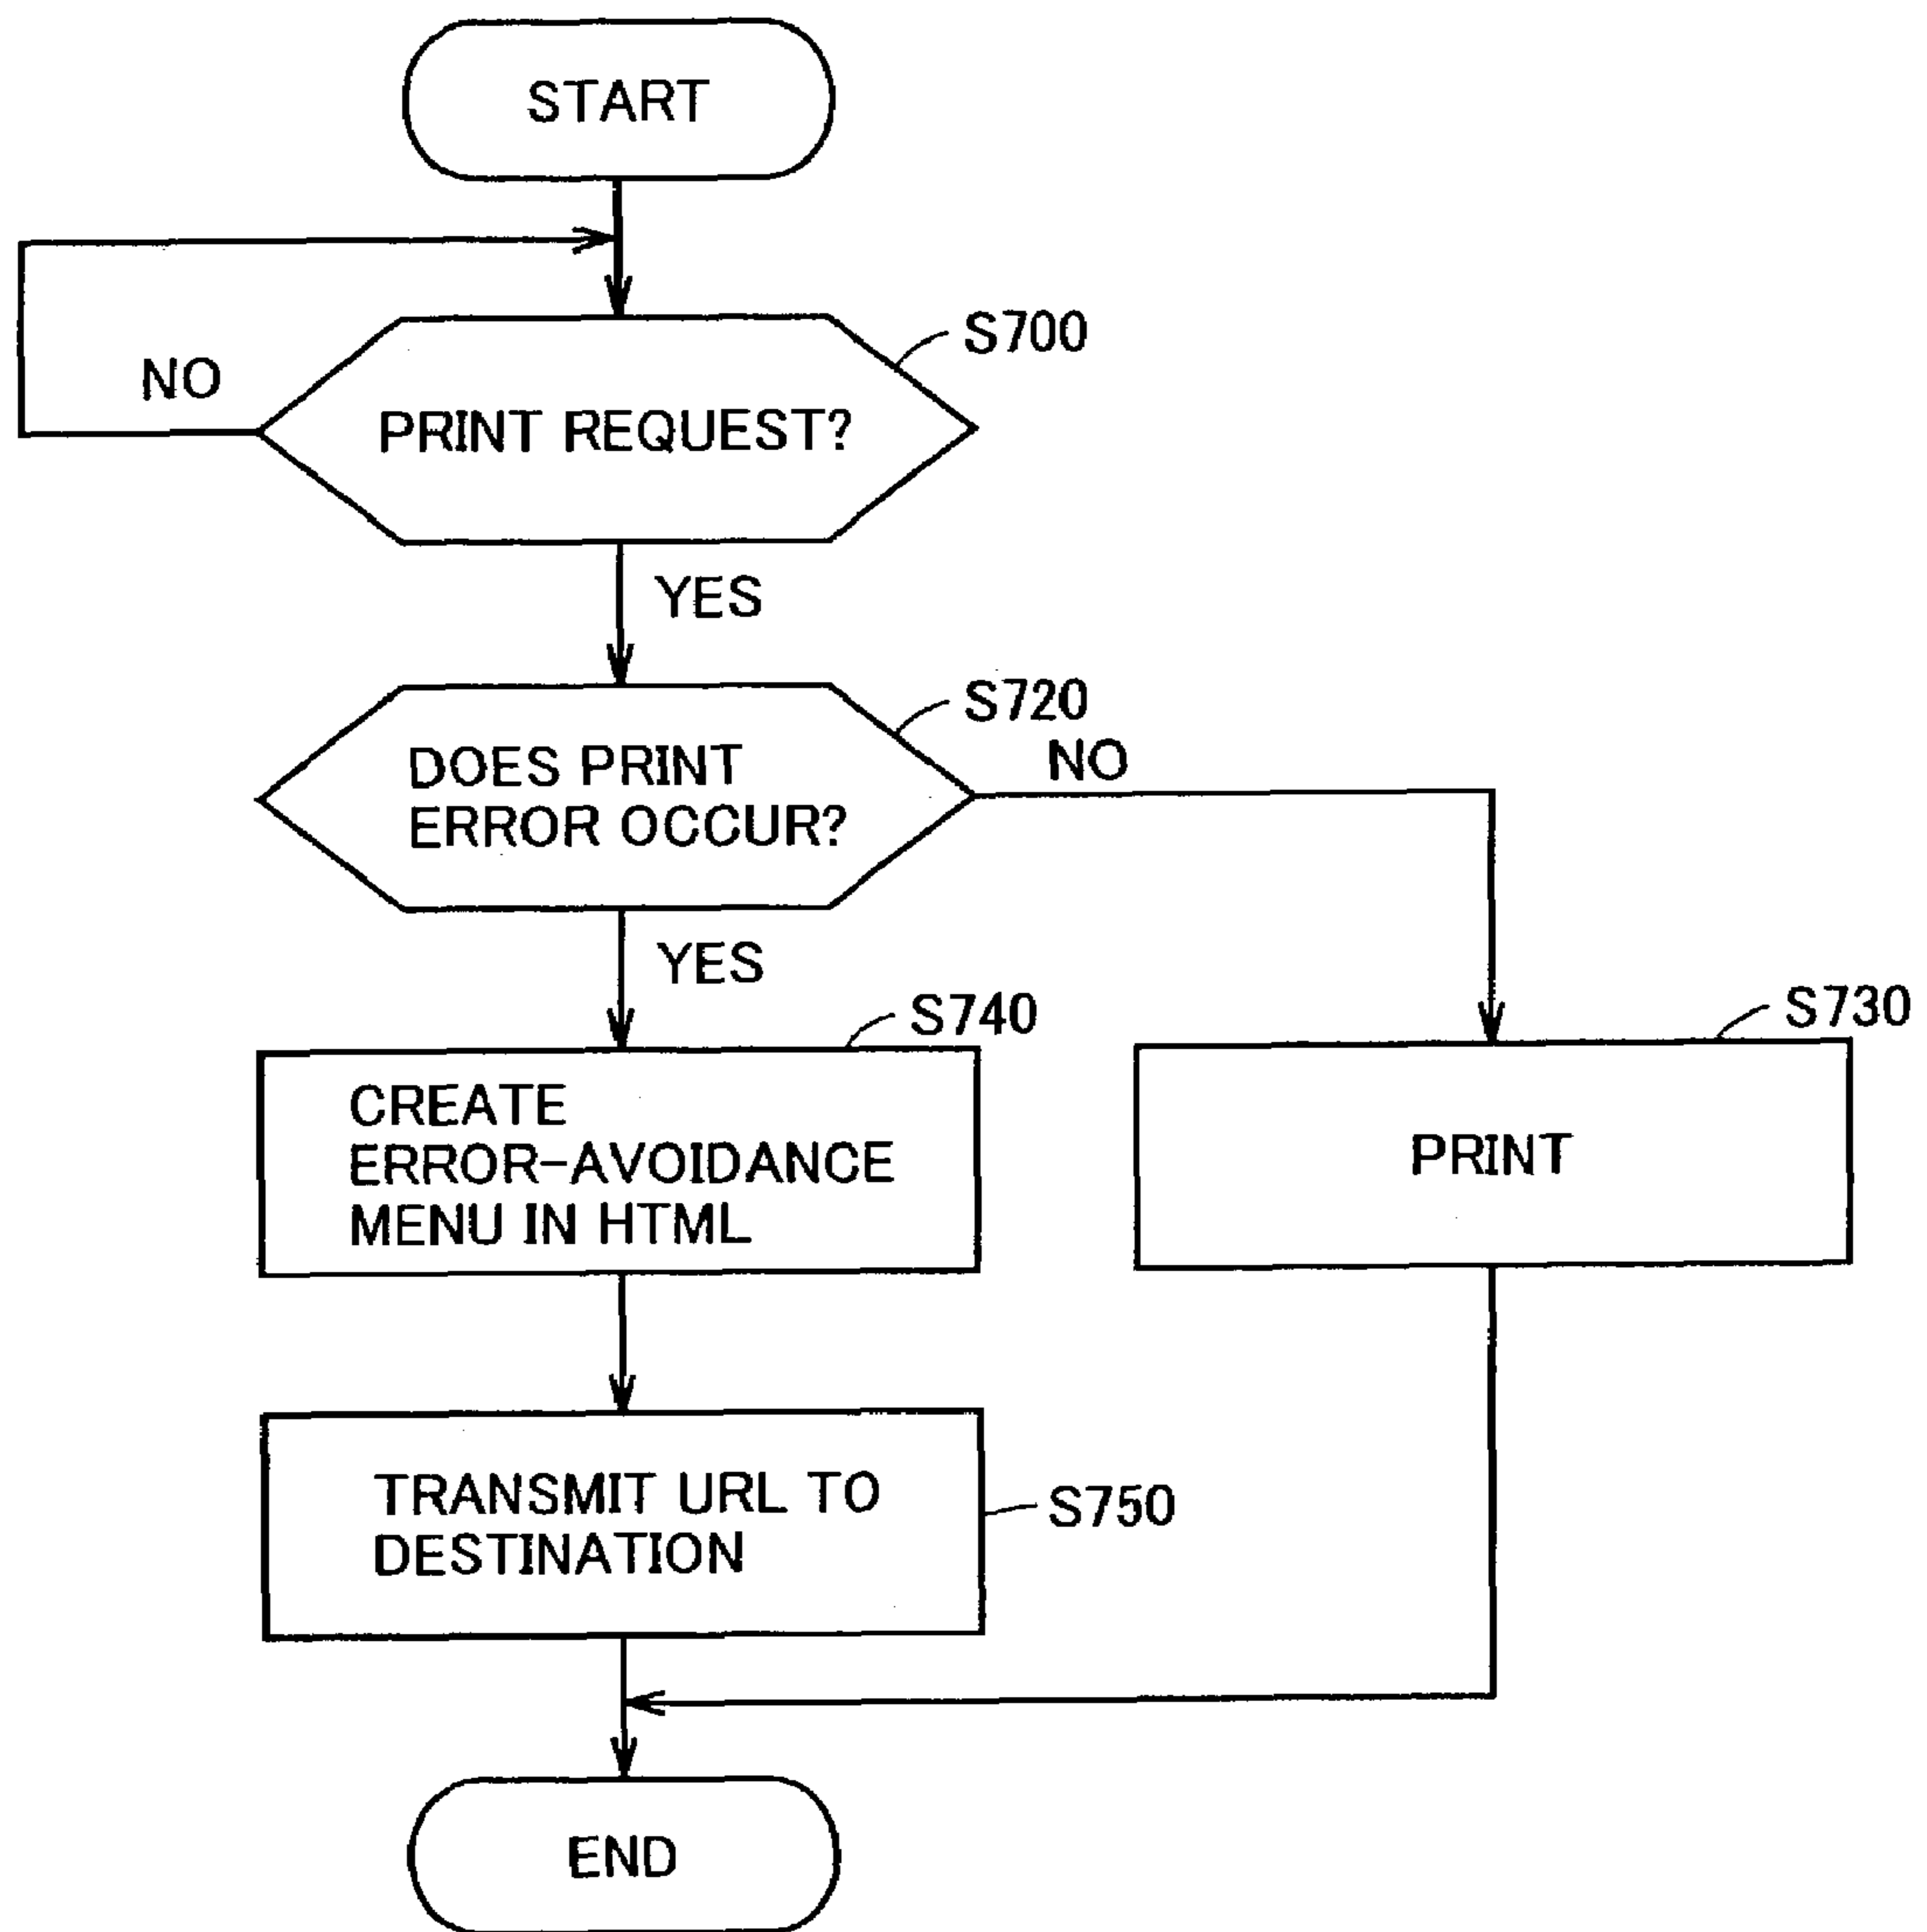 START
S700
NO
PRINT REQUEST?
YES
S720
NO
DOES PRINT
ERROR OCCUR?
YES
S740
S730
CREATE
ERROR-AVOIDANCE
MENU IN HTML
PRINT
TRANSMIT URL TO
DESTINATION
S750
END